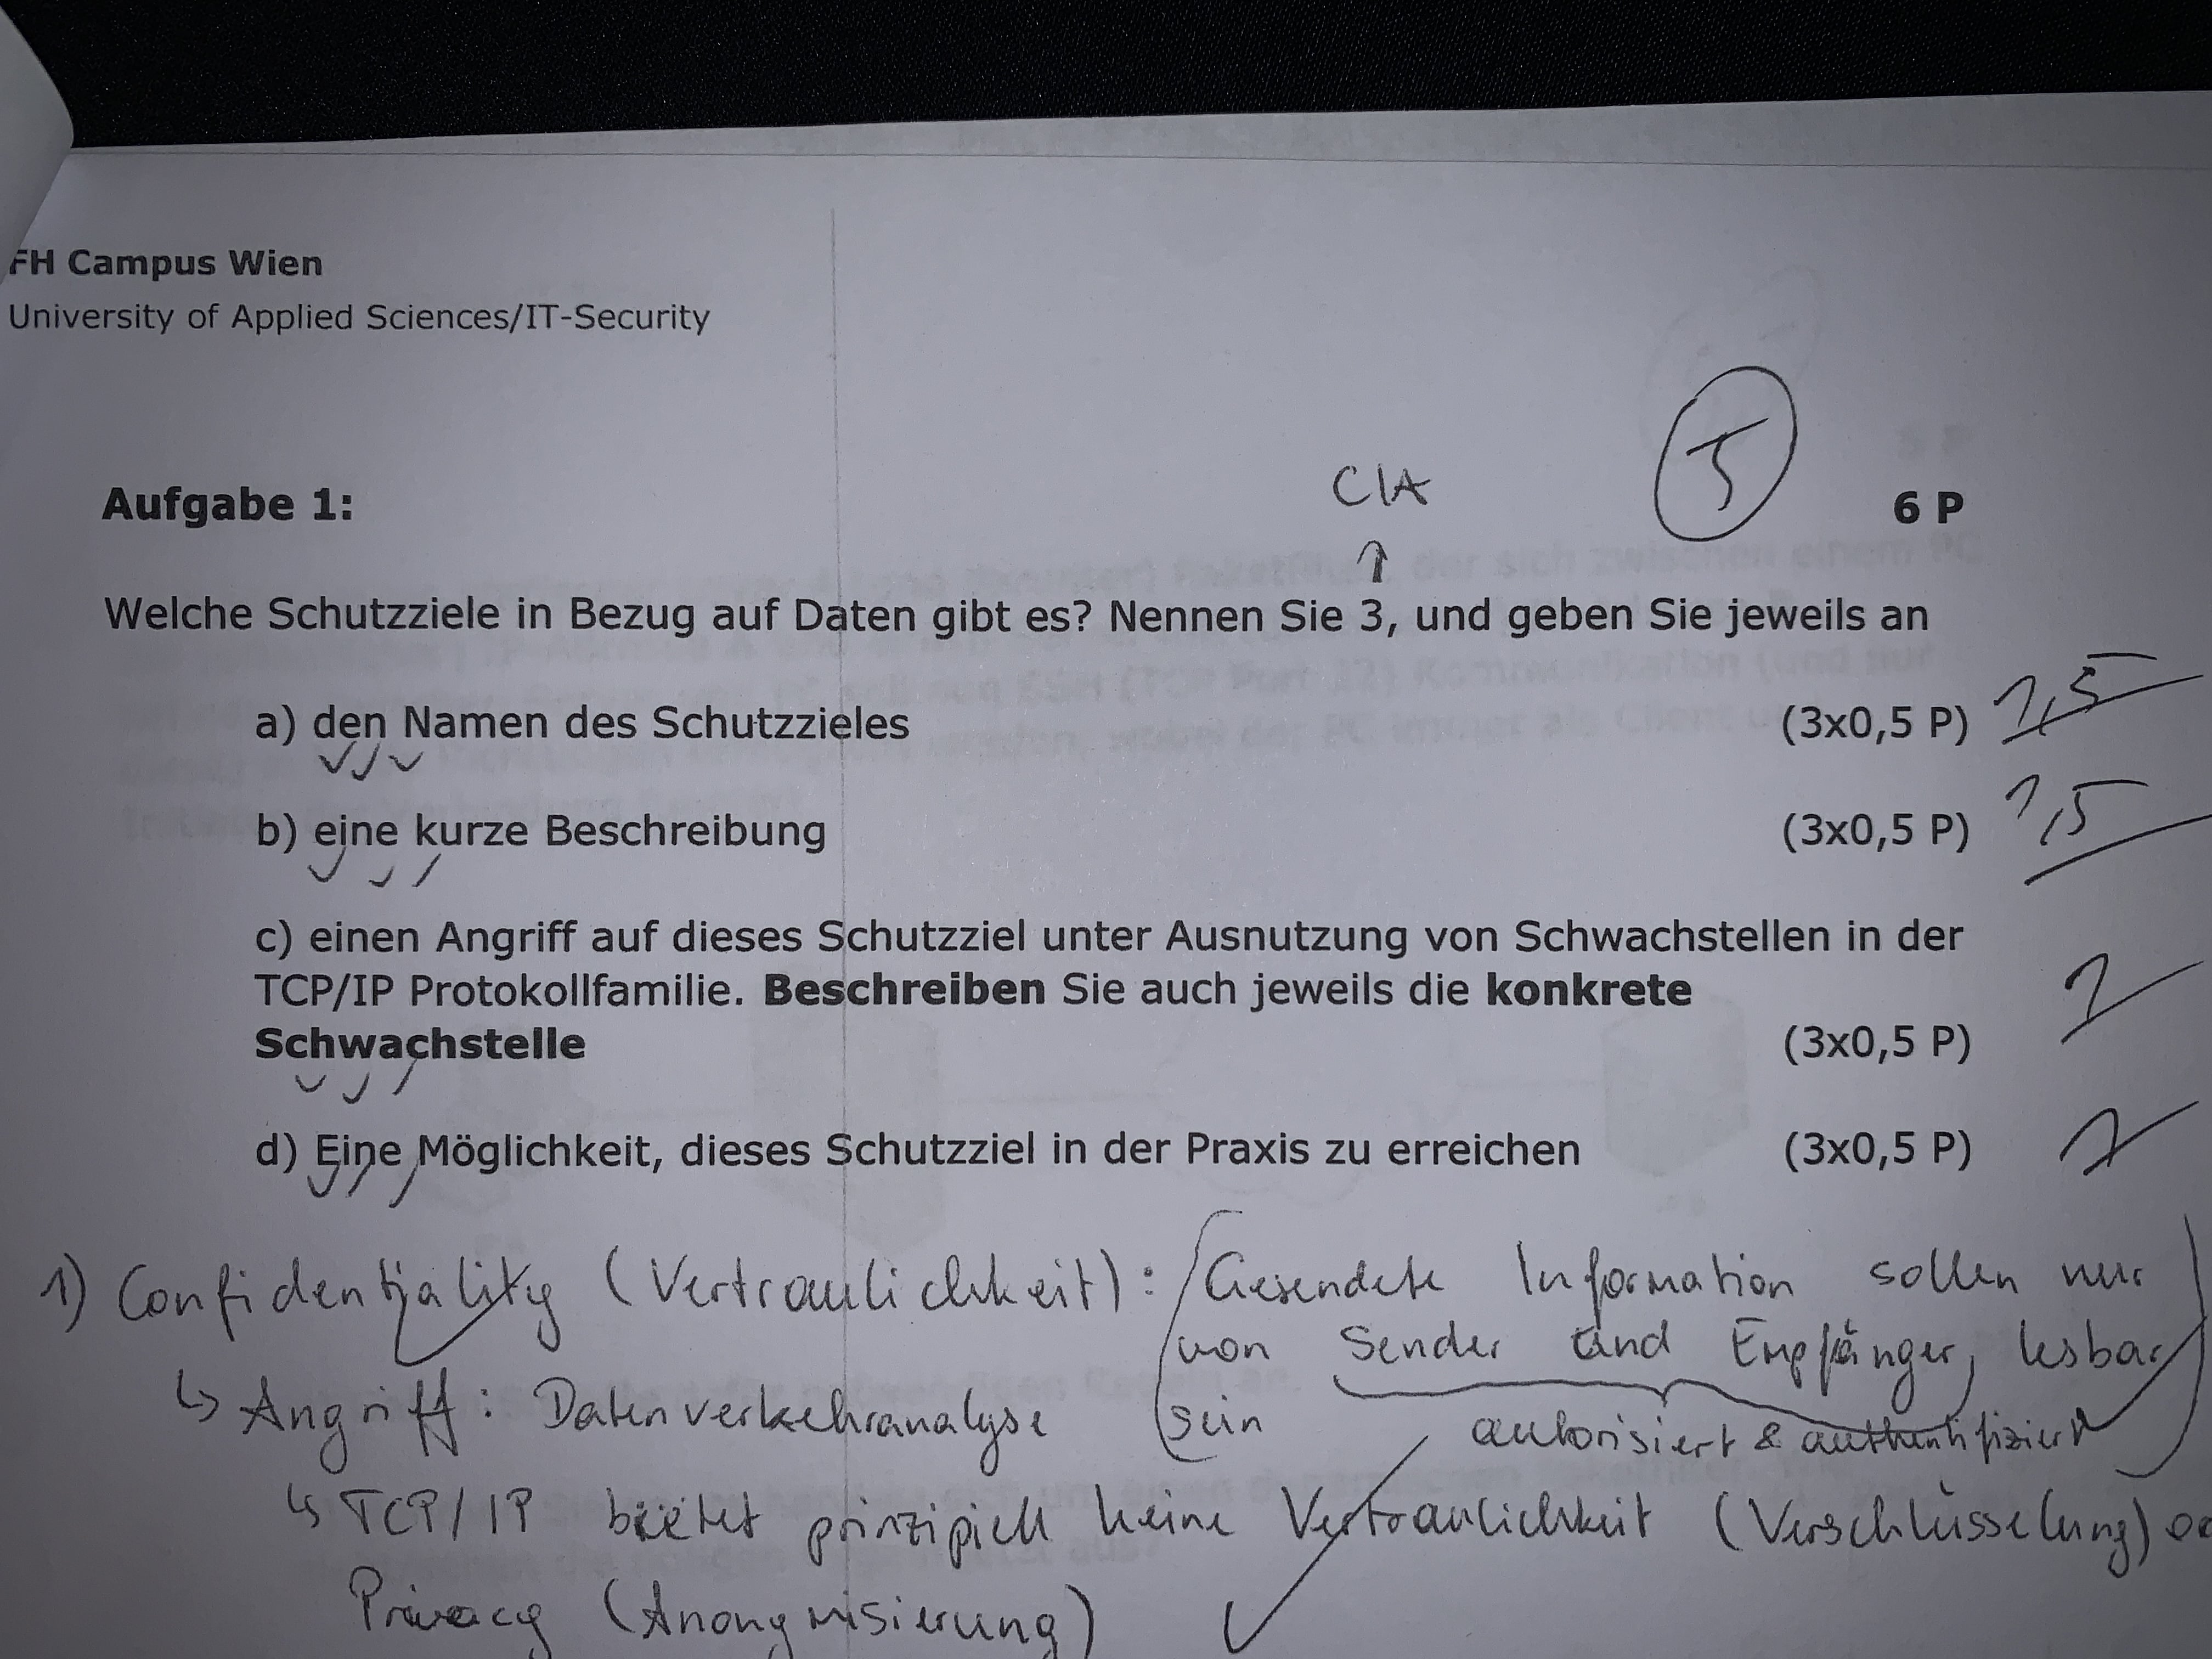 FH Campus Wien
University of Applied Sciences/IT-Security
CIA
5
Aufgabe 1:
6 P
Welche Schutzziele in Bezug auf Daten gibt es? Nennen Sie 3, und geben Sie jeweils an
a) den Namen des Schutzzieles (3x0,5 P) 1,5
b) eine kurze Beschreibung (3x0,5 P) 1,5
c) einen Angriff auf dieses Schutzziel unter Ausnutzung von Schwachstellen in der
TCP/IP Protokollfamilie. Beschreiben Sie auch jeweils die konkrete
Schwachstelle (3x0,5 P) 1
d) Eine Möglichkeit, dieses Schutzziel in der Praxis zu erreichen (3x0,5 P) 1
1) Confidentiality (Vertraulichkeit): Gesendete Information sollen nur
von Sender und Empfänger lesbar
↳ Angriff: Datenverkehranalyse sein autorisiert & authentifiziert
↳ TCP/IP bietet prinzipiell keine Vertraulichkeit (Verschlüsselung)
Privacy (Anonymisierung)